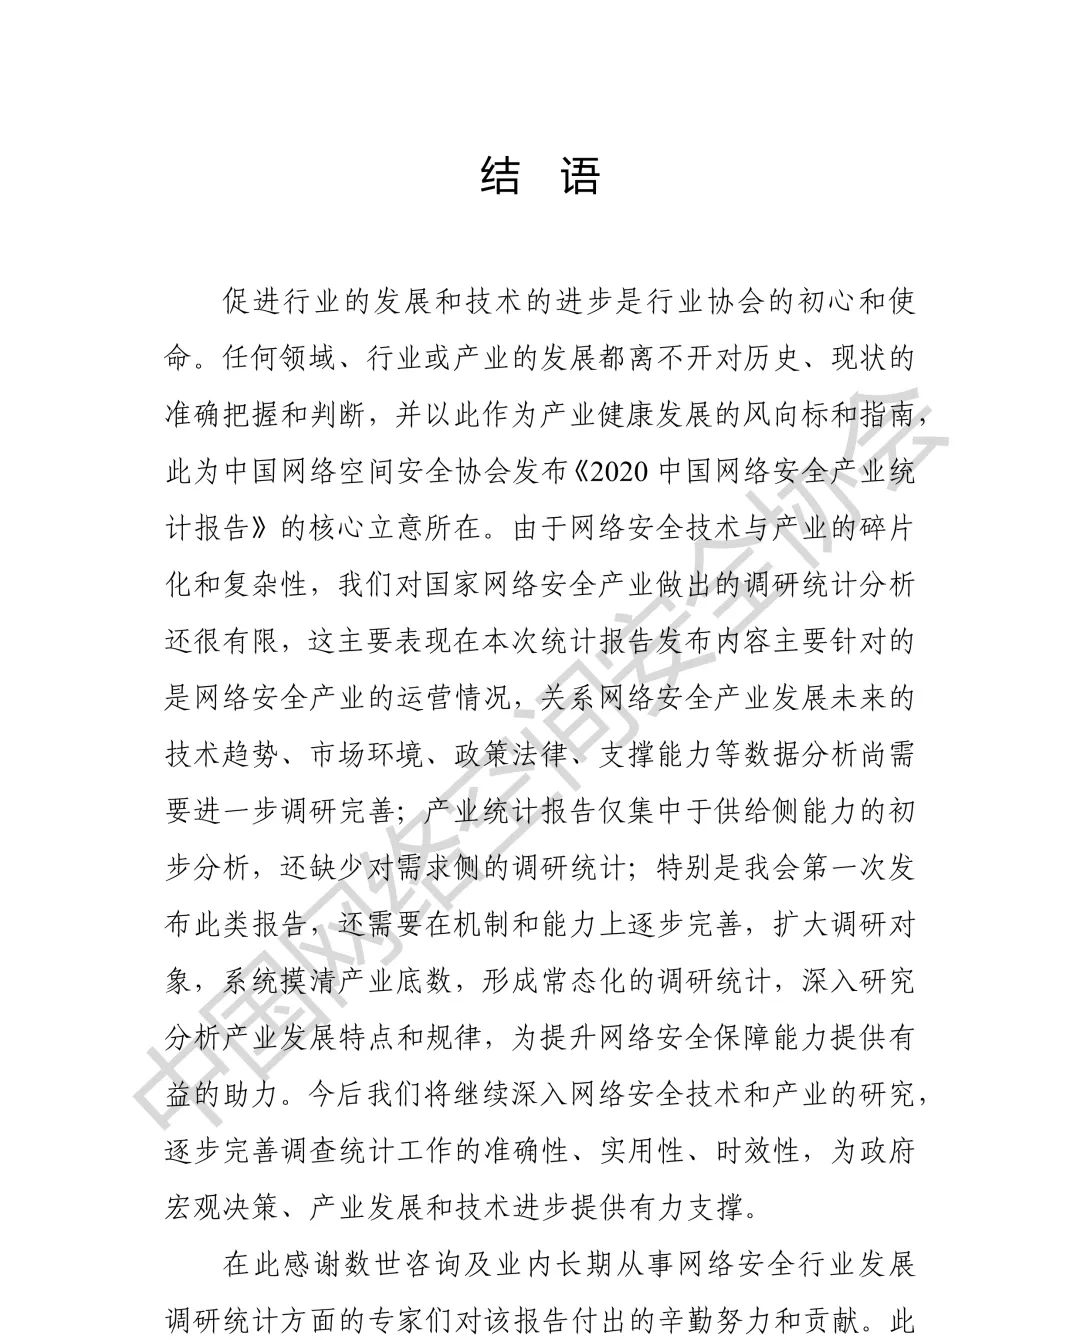 结 语
促进行业的发展和技术的进步是行业协会的初心和使
命。任何领域、行业或产业的发展都离不开对历史、现状的
准确把握和判断，并以此作为产业健康发展的风向标和指南，
此为中国网络空间安全协会发布《2020 中国网络安全产业统
计报告》的核心立意所在。由于网络安全技术与产业的碎片
化和复杂性，我们对国家网络安全产业做出的调研统计分析
还很有限，这主要表现在本次统计报告发布内容主要针对的
是网络安全产业的运营情况，关系网络安全产业发展未来的
技术趋势、市场环境、政策法律、支撑能力等数据分析尚需
要进一步调研完善；产业统计报告仅集中于供给侧能力的初
步分析，还缺少对需求侧的调研统计；特别是我会第一次发
布此类报告，还需要在机制和能力上逐步完善，扩大调研对
象，系统摸清产业底数，形成常态化的调研统计，深入研究
分析产业发展特点和规律，为提升网络安全保障能力提供有
益的助力。今后我们将继续深入网络安全技术和产业的研究，
逐步完善调查统计工作的准确性、实用性、时效性，为政府
宏观决策、产业发展和技术进步提供有力支撑。
在此感谢数世咨询及业内长期从事网络安全行业发展
调研统计方面的专家们对该报告付出的辛勤努力和贡献。此
中国网络空间安全协会